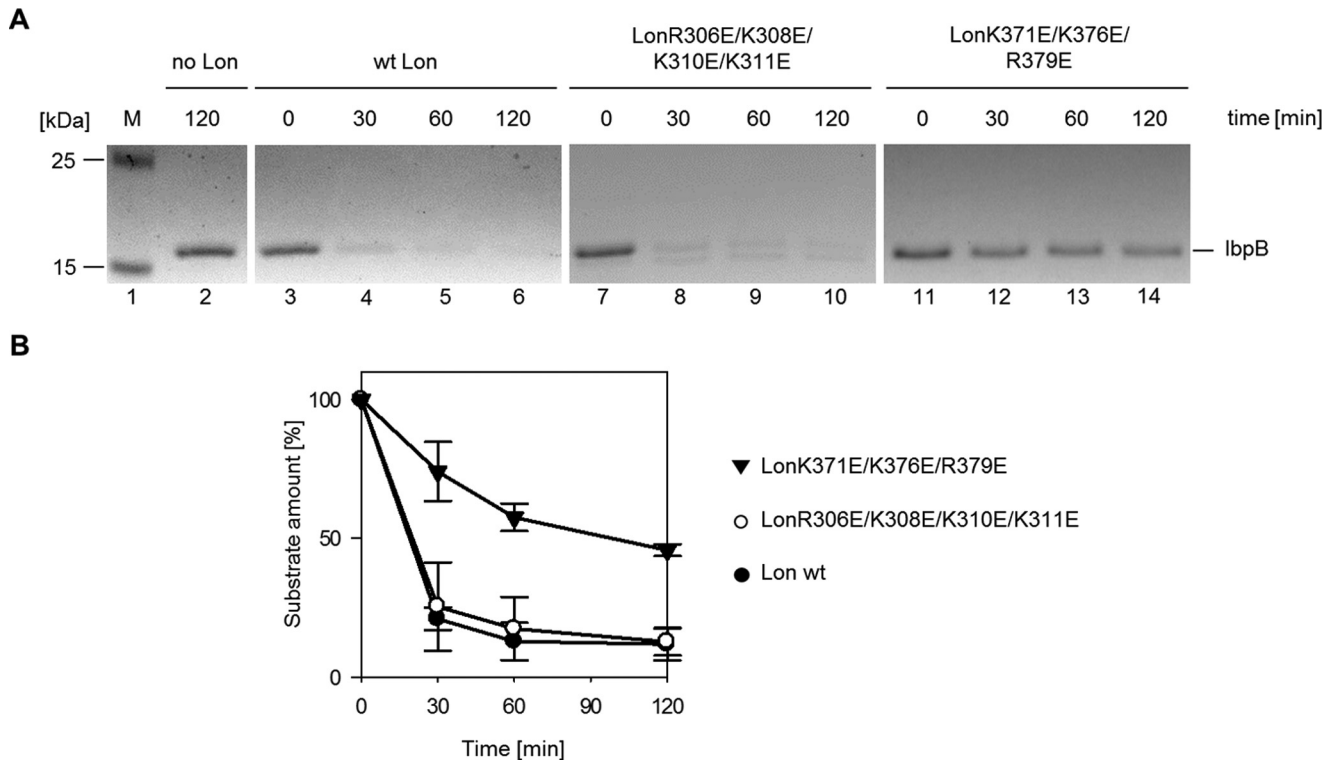 A
no Lon
wt Lon
LonR306E/K308E/
K310E/K311E
LonK371E/K376E/
R379E
[kDa] M 120 0 30 60 120 0 30 60 120 0 30 60 120 time [min]
25
15
IbpB
1 2 3 4 5 6 7 8 9 10 11 12 13 14
B
Substrate amount [%]
100
50
0
0 30 60 90 120
Time [min]
LonK371E/K376E/R379E
LonR306E/K308E/K310E/K311E
Lon wt